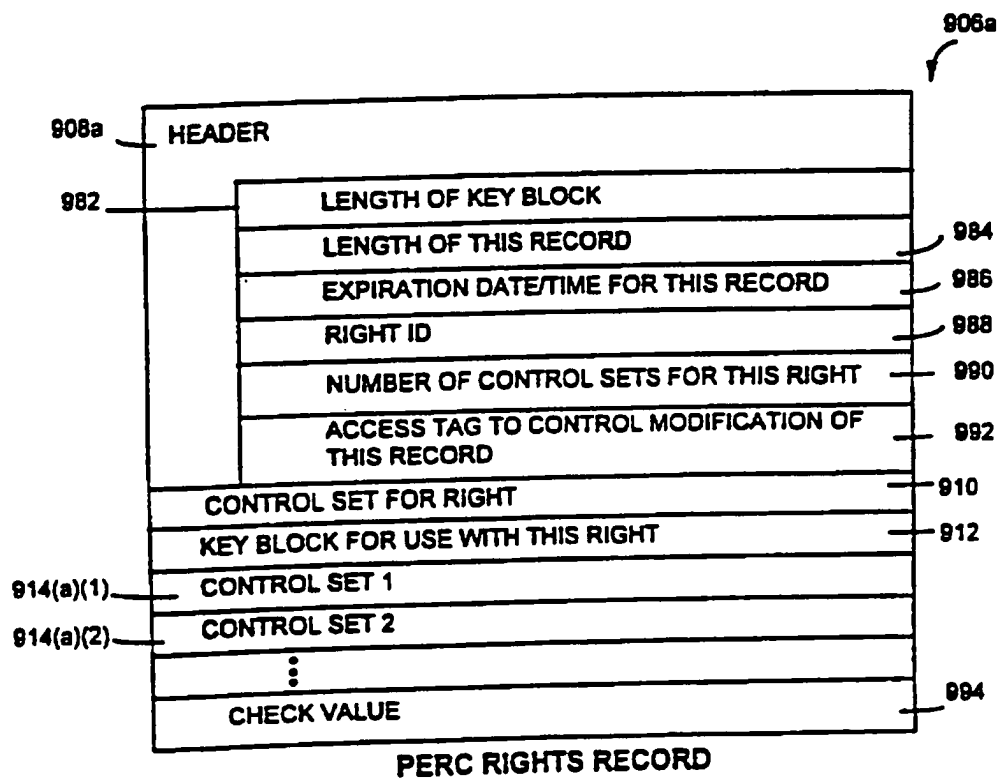 906a
908a HEADER
982 LENGTH OF KEY BLOCK
LENGTH OF THIS RECORD 984
EXPIRATION DATE/TIME FOR THIS RECORD 986
RIGHT ID 988
NUMBER OF CONTROL SETS FOR THIS RIGHT 990
ACCESS TAG TO CONTROL MODIFICATION OF
THIS RECORD 992
CONTROL SET FOR RIGHT 910
KEY BLOCK FOR USE WITH THIS RIGHT 912
914(a)(1) CONTROL SET 1
914(a)(2) CONTROL SET 2
CHECK VALUE 994
PERC RIGHTS RECORD